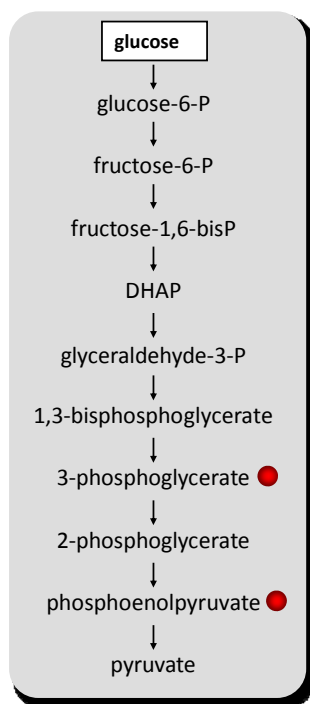 glucose
glucose-6-P
fructose-6-P
fructose-1,6-bisP
DHAP
glyceraldehyde-3-P
1,3-bisphosphoglycerate
3-phosphoglycerate
2-phosphoglycerate
phosphoenolpyruvate
pyruvate